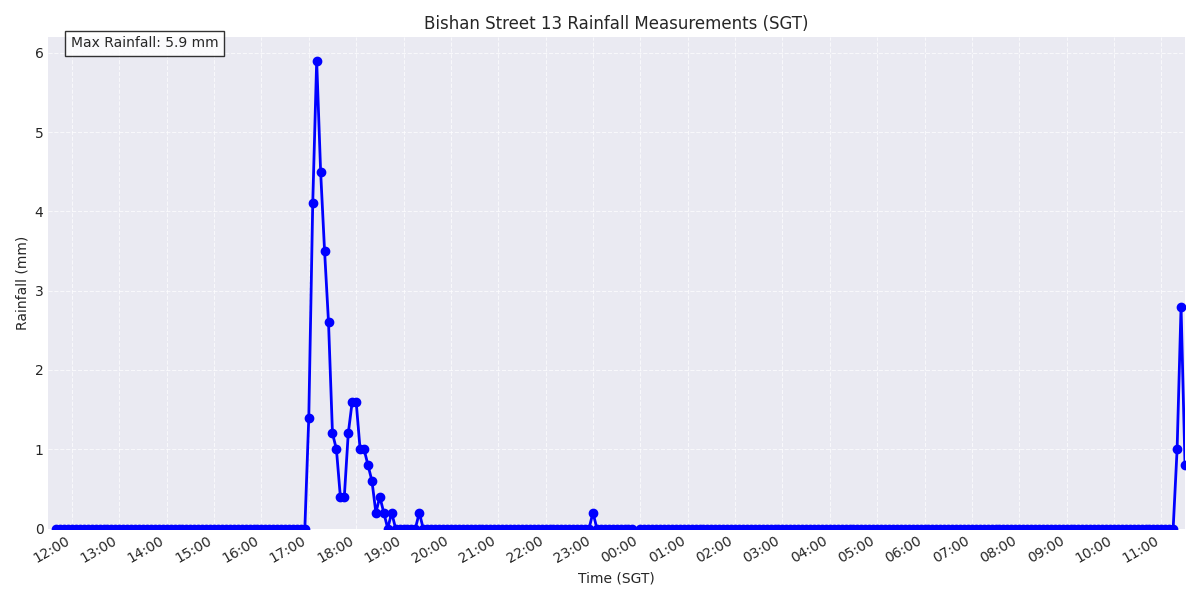 Bishan Street 13 Rainfall Measurements (SGT)
Max Rainfall: 5.9 mm
6
5
4
3
2
1
0
Rainfall (mm)
12:00 13:00 14:00 15:00 16:00 17:00 18:00 19:00 20:00 21:00 22:00 23:00 00:00 01:00 02:00 03:00 04:00 05:00 06:00 07:00 08:00 09:00 10:00 11:00
Time (SGT)